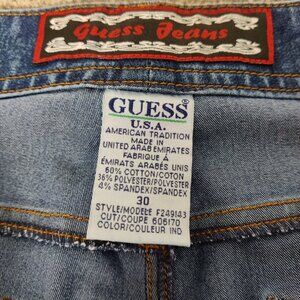 Guess Jeans
GUESS®
U.S.A.
AMERICAN TRADITION
MADE IN
UNITED ARAB EMIRATES
FABRIQUE À
ÉMIRATS ARABÉS UNIS
60% COTTON/COTON
36% POLYESTER/POLYESTER
4% SPANDEX/SPANDEX
30
STYLE/MODELE F249143
CUT/COUPE 606170
COLOR/COULEUR IND